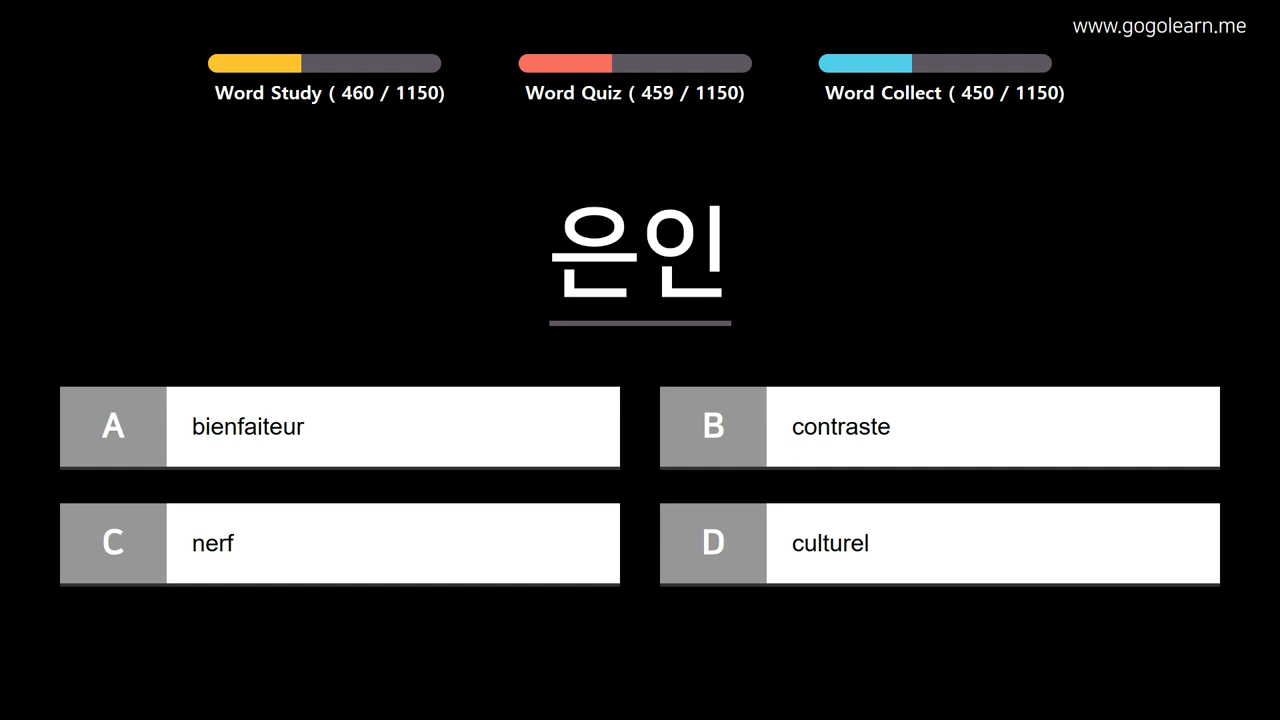 www.gogolearn.me
Word Study ( 460 / 1150)
Word Quiz ( 459 / 1150)
Word Collect ( 450 / 1150)
은인
A bienfaiteur
B contraste
C nerf
D culturel